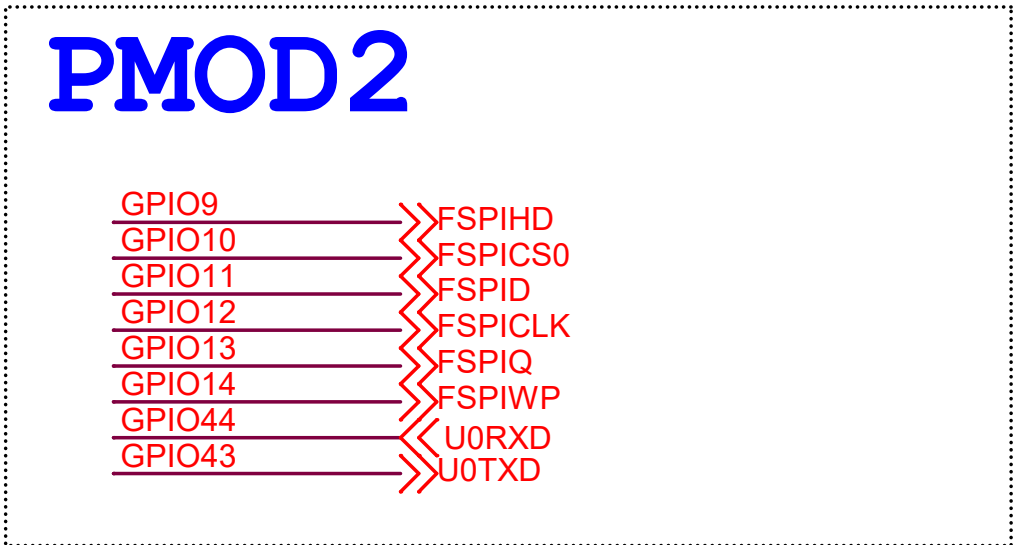 PMOD2
GPIO9 FSPIHD
GPIO10 FSPICS0
GPIO11 FSPID
GPIO12 FSPICLK
GPIO13 FSPIQ
GPIO14 FSPIWP
GPIO44 U0RXD
GPIO43 U0TXD